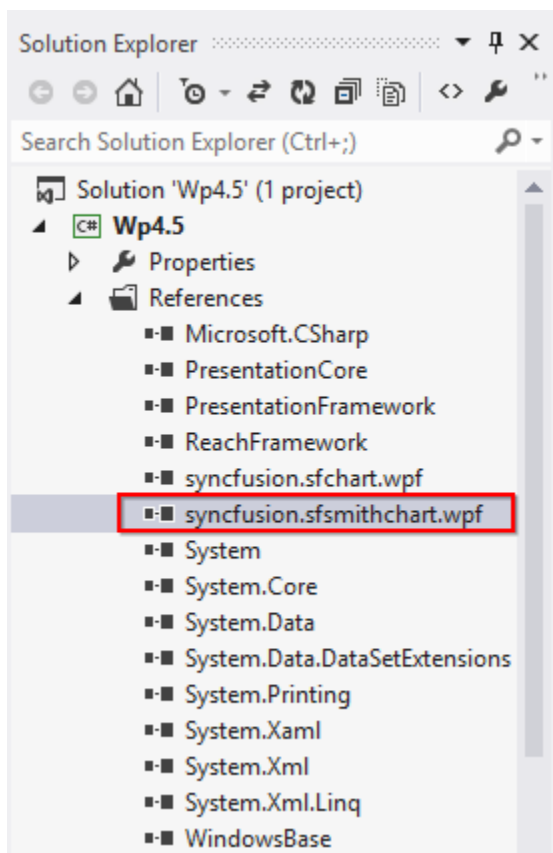 Solution Explorer
Search Solution Explorer (Ctrl+;)
Solution 'Wp4.5' (1 project)
C# Wp4.5
Properties
References
Microsoft.CSharp
PresentationCore
PresentationFramework
ReachFramework
syncfusion.sfchart.wpf
syncfusion.sfsmithchart.wpf
System
System.Core
System.Data
System.Data.DataSetExtensions
System.Printing
System.Xaml
System.Xml
System.Xml.Linq
WindowsBase